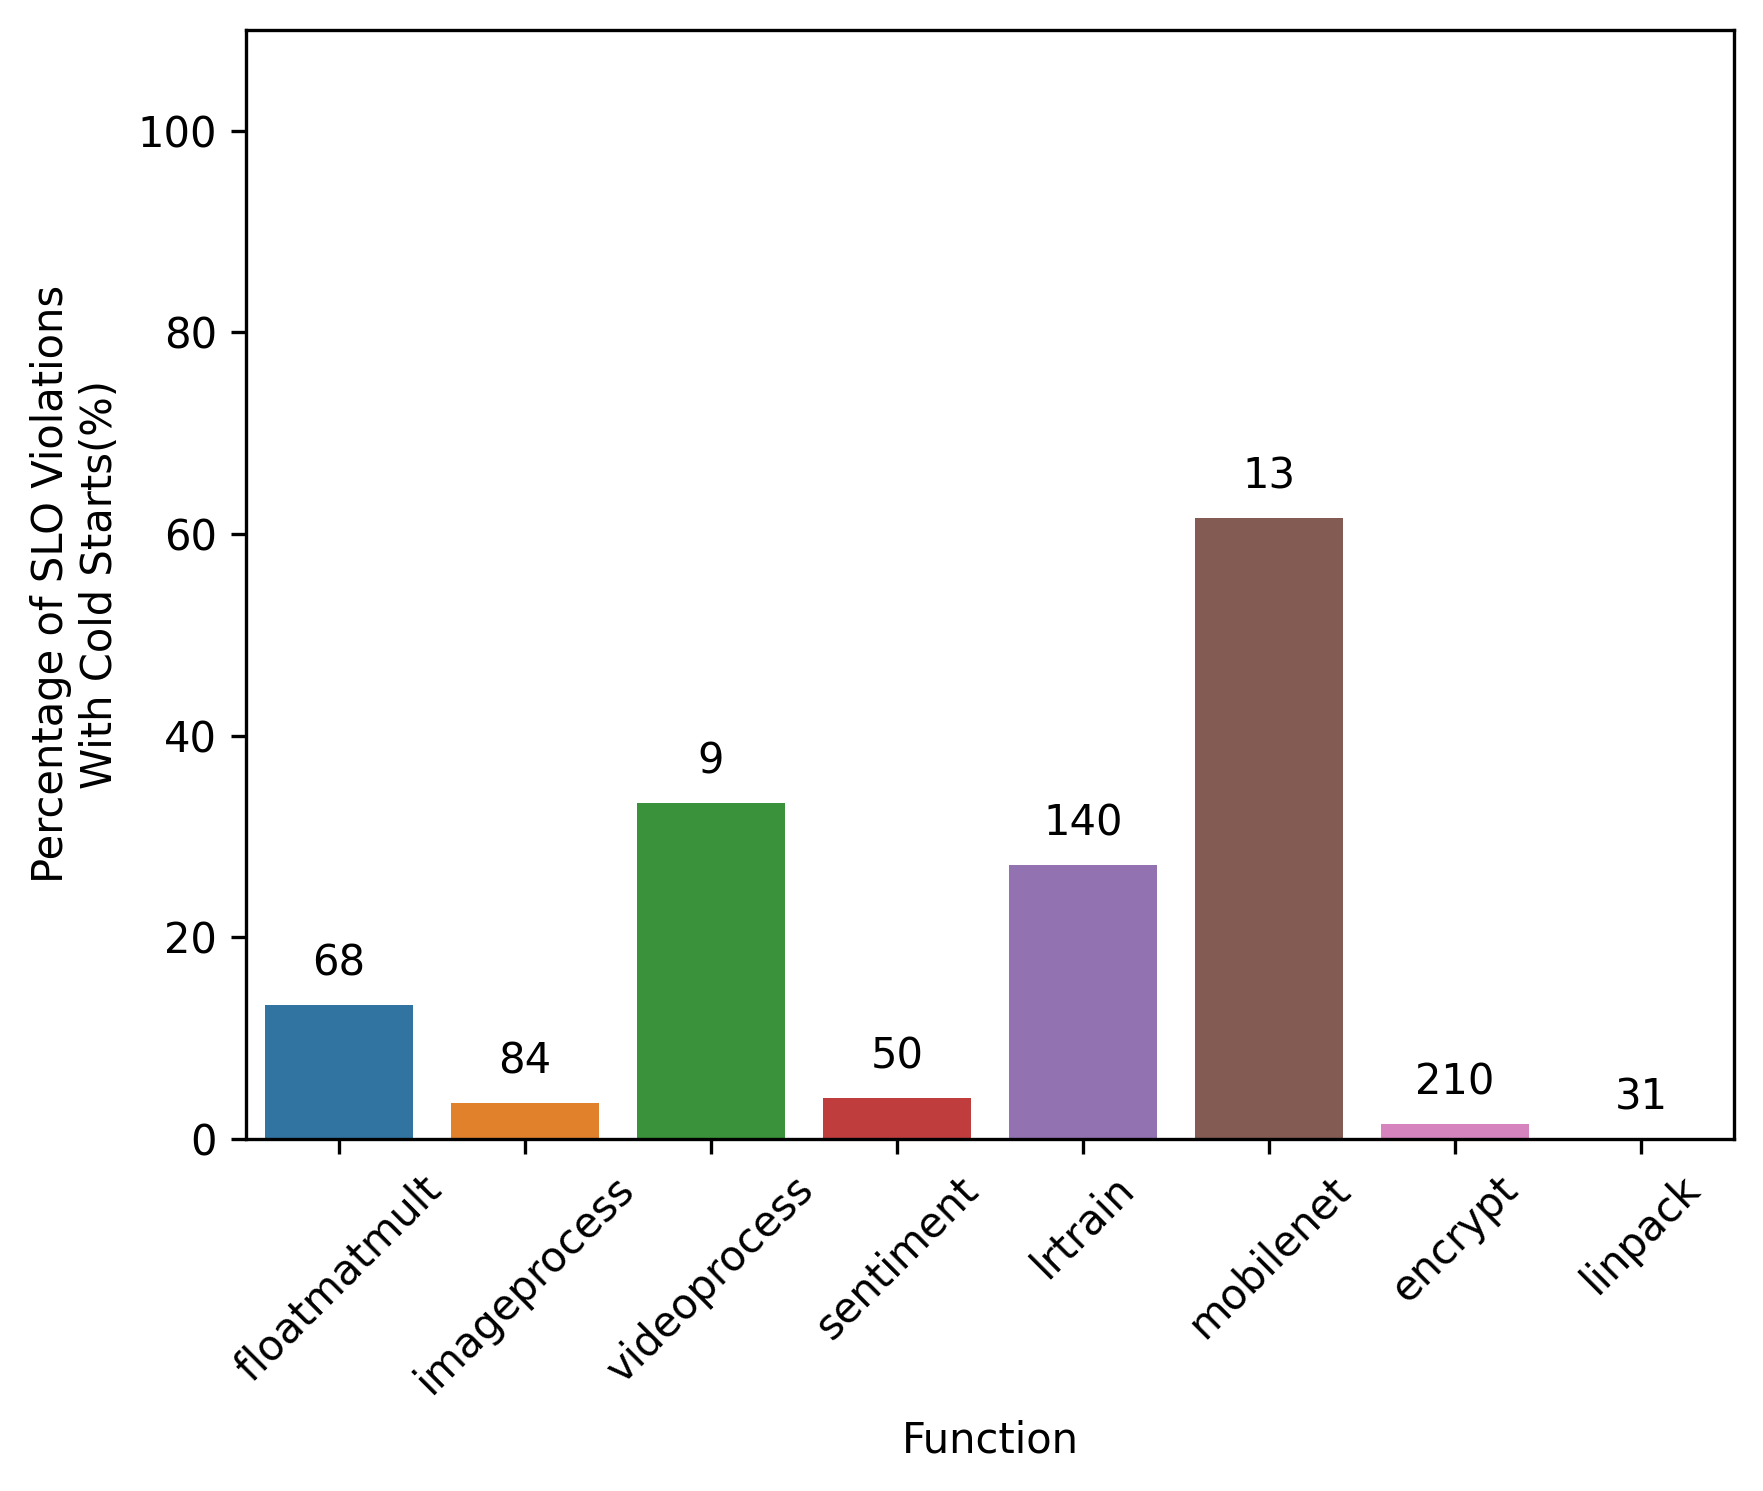 Percentage of SLO Violations
With Cold Starts(%)
100
80
60
40
20
0
68
84
9
50
140
13
210
31
floatmatmult
imageprocess
videoprocess
sentiment
lrtrain
mobilenet
encrypt
linpack
Function